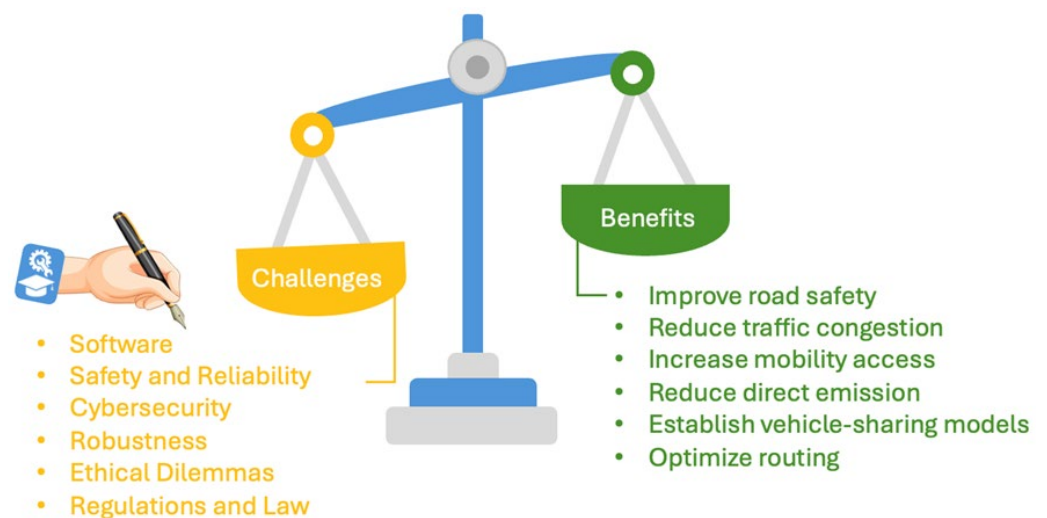 Challenges
• Software
• Safety and Reliability
• Cybersecurity
• Robustness
• Ethical Dilemmas
• Regulations and Law
Benefits
• Improve road safety
• Reduce traffic congestion
• Increase mobility access
• Reduce direct emission
• Establish vehicle-sharing models
• Optimize routing